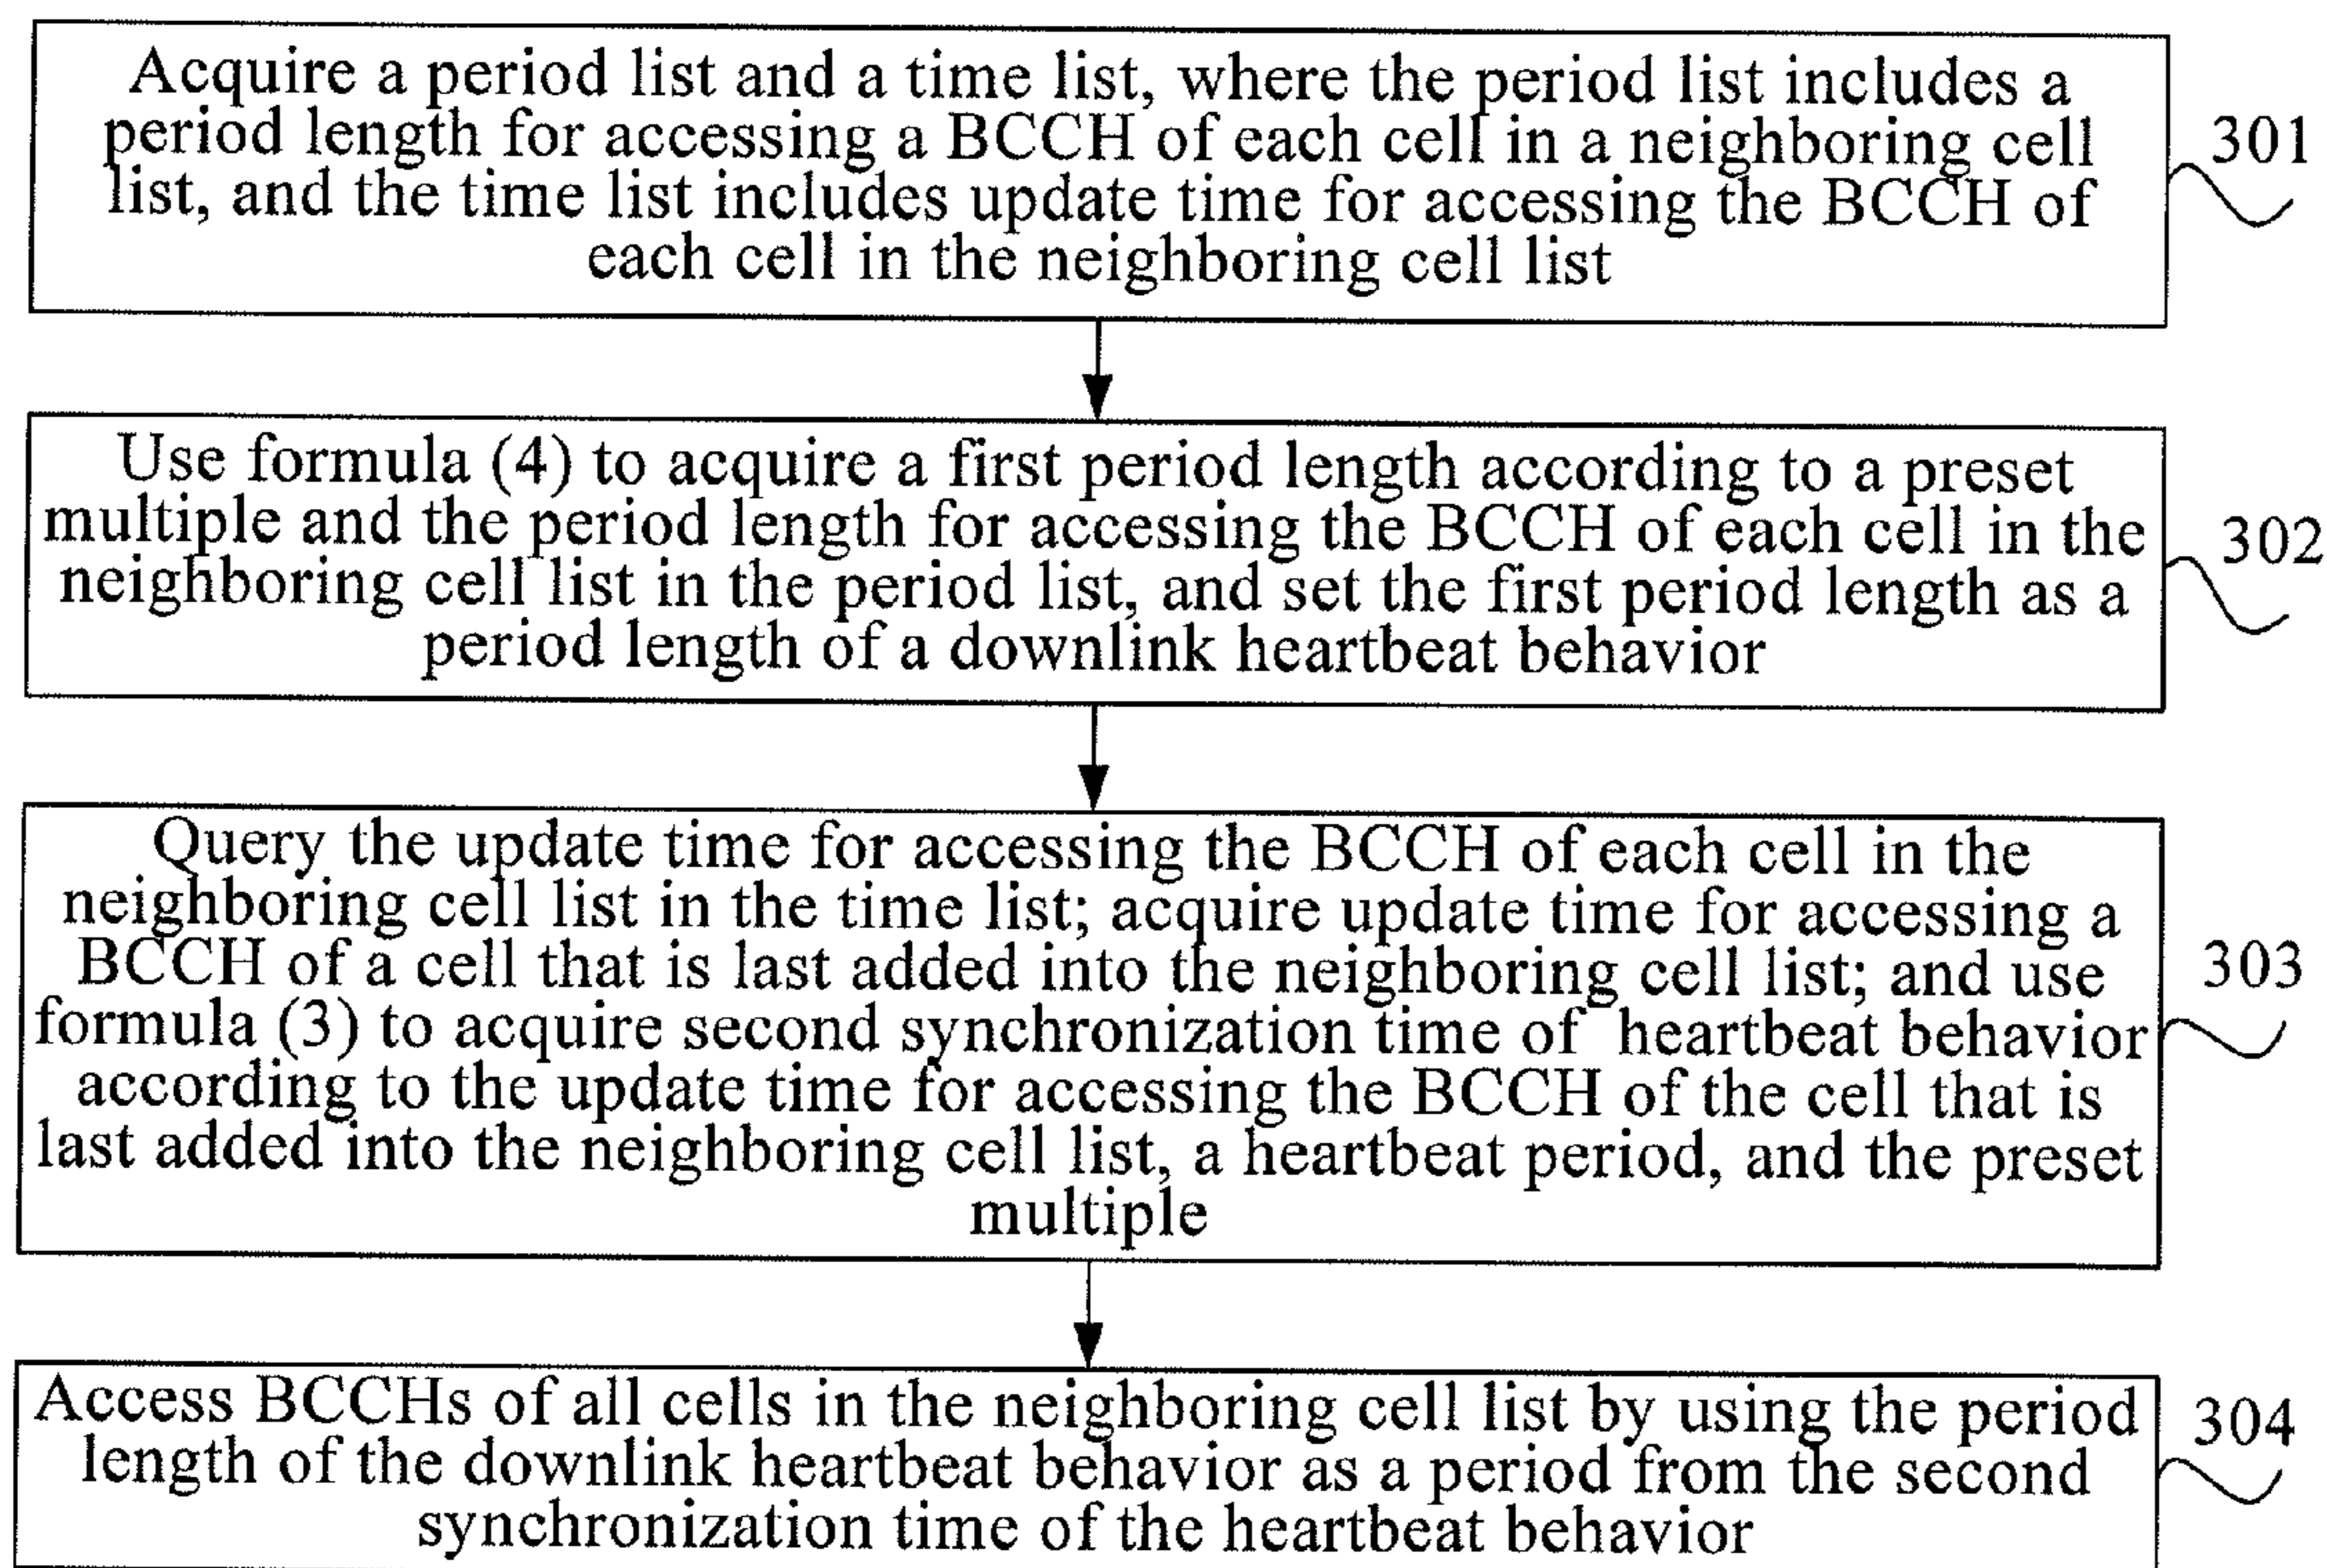 Acquire a period list and a time list, where the period list includes a
period length for accessing a BCCH of each cell in a neighboring cell
list, and the time list includes update time for accessing the BCCH of
each cell in the neighboring cell list
301
Use formula (4) to acquire a first period length according to a preset
multiple and the period length for accessing the BCCH of each cell in the
neighboring cell list in the period list, and set the first period length as a
period length of a downlink heartbeat behavior
302
Query the update time for accessing the BCCH of each cell in the
neighboring cell list in the time list; acquire update time for accessing a
BCCH of a cell that is last added into the neighboring cell list; and use
formula (3) to acquire second synchronization time of heartbeat behavior
according to the update time for accessing the BCCH of the cell that is
last added into the neighboring cell list, a heartbeat period, and the preset
multiple
303
Access BCCHs of all cells in the neighboring cell list by using the period
length of the downlink heartbeat behavior as a period from the second
synchronization time of the heartbeat behavior
304